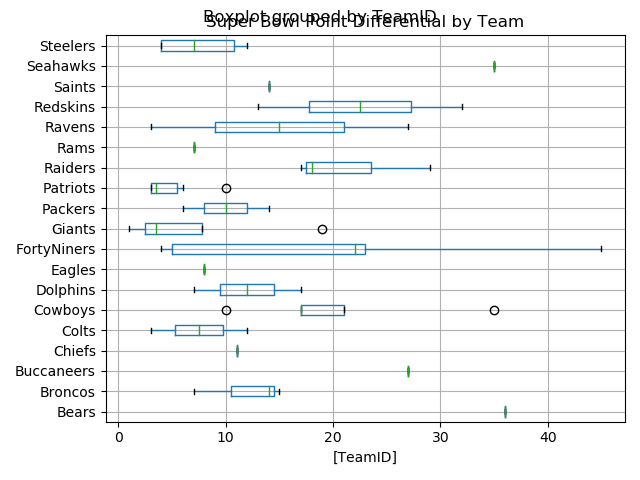 Boxplot grouped by TeamID
Super Bowl Point Differential by Team
Steelers
Seahawks
Saints
Redskins
Ravens
Rams
Raiders
Patriots
Packers
Giants
FortyNiners
Eagles
Dolphins
Cowboys
Colts
Chiefs
Buccaneers
Broncos
Bears
0 10 20 30 40
[TeamID]